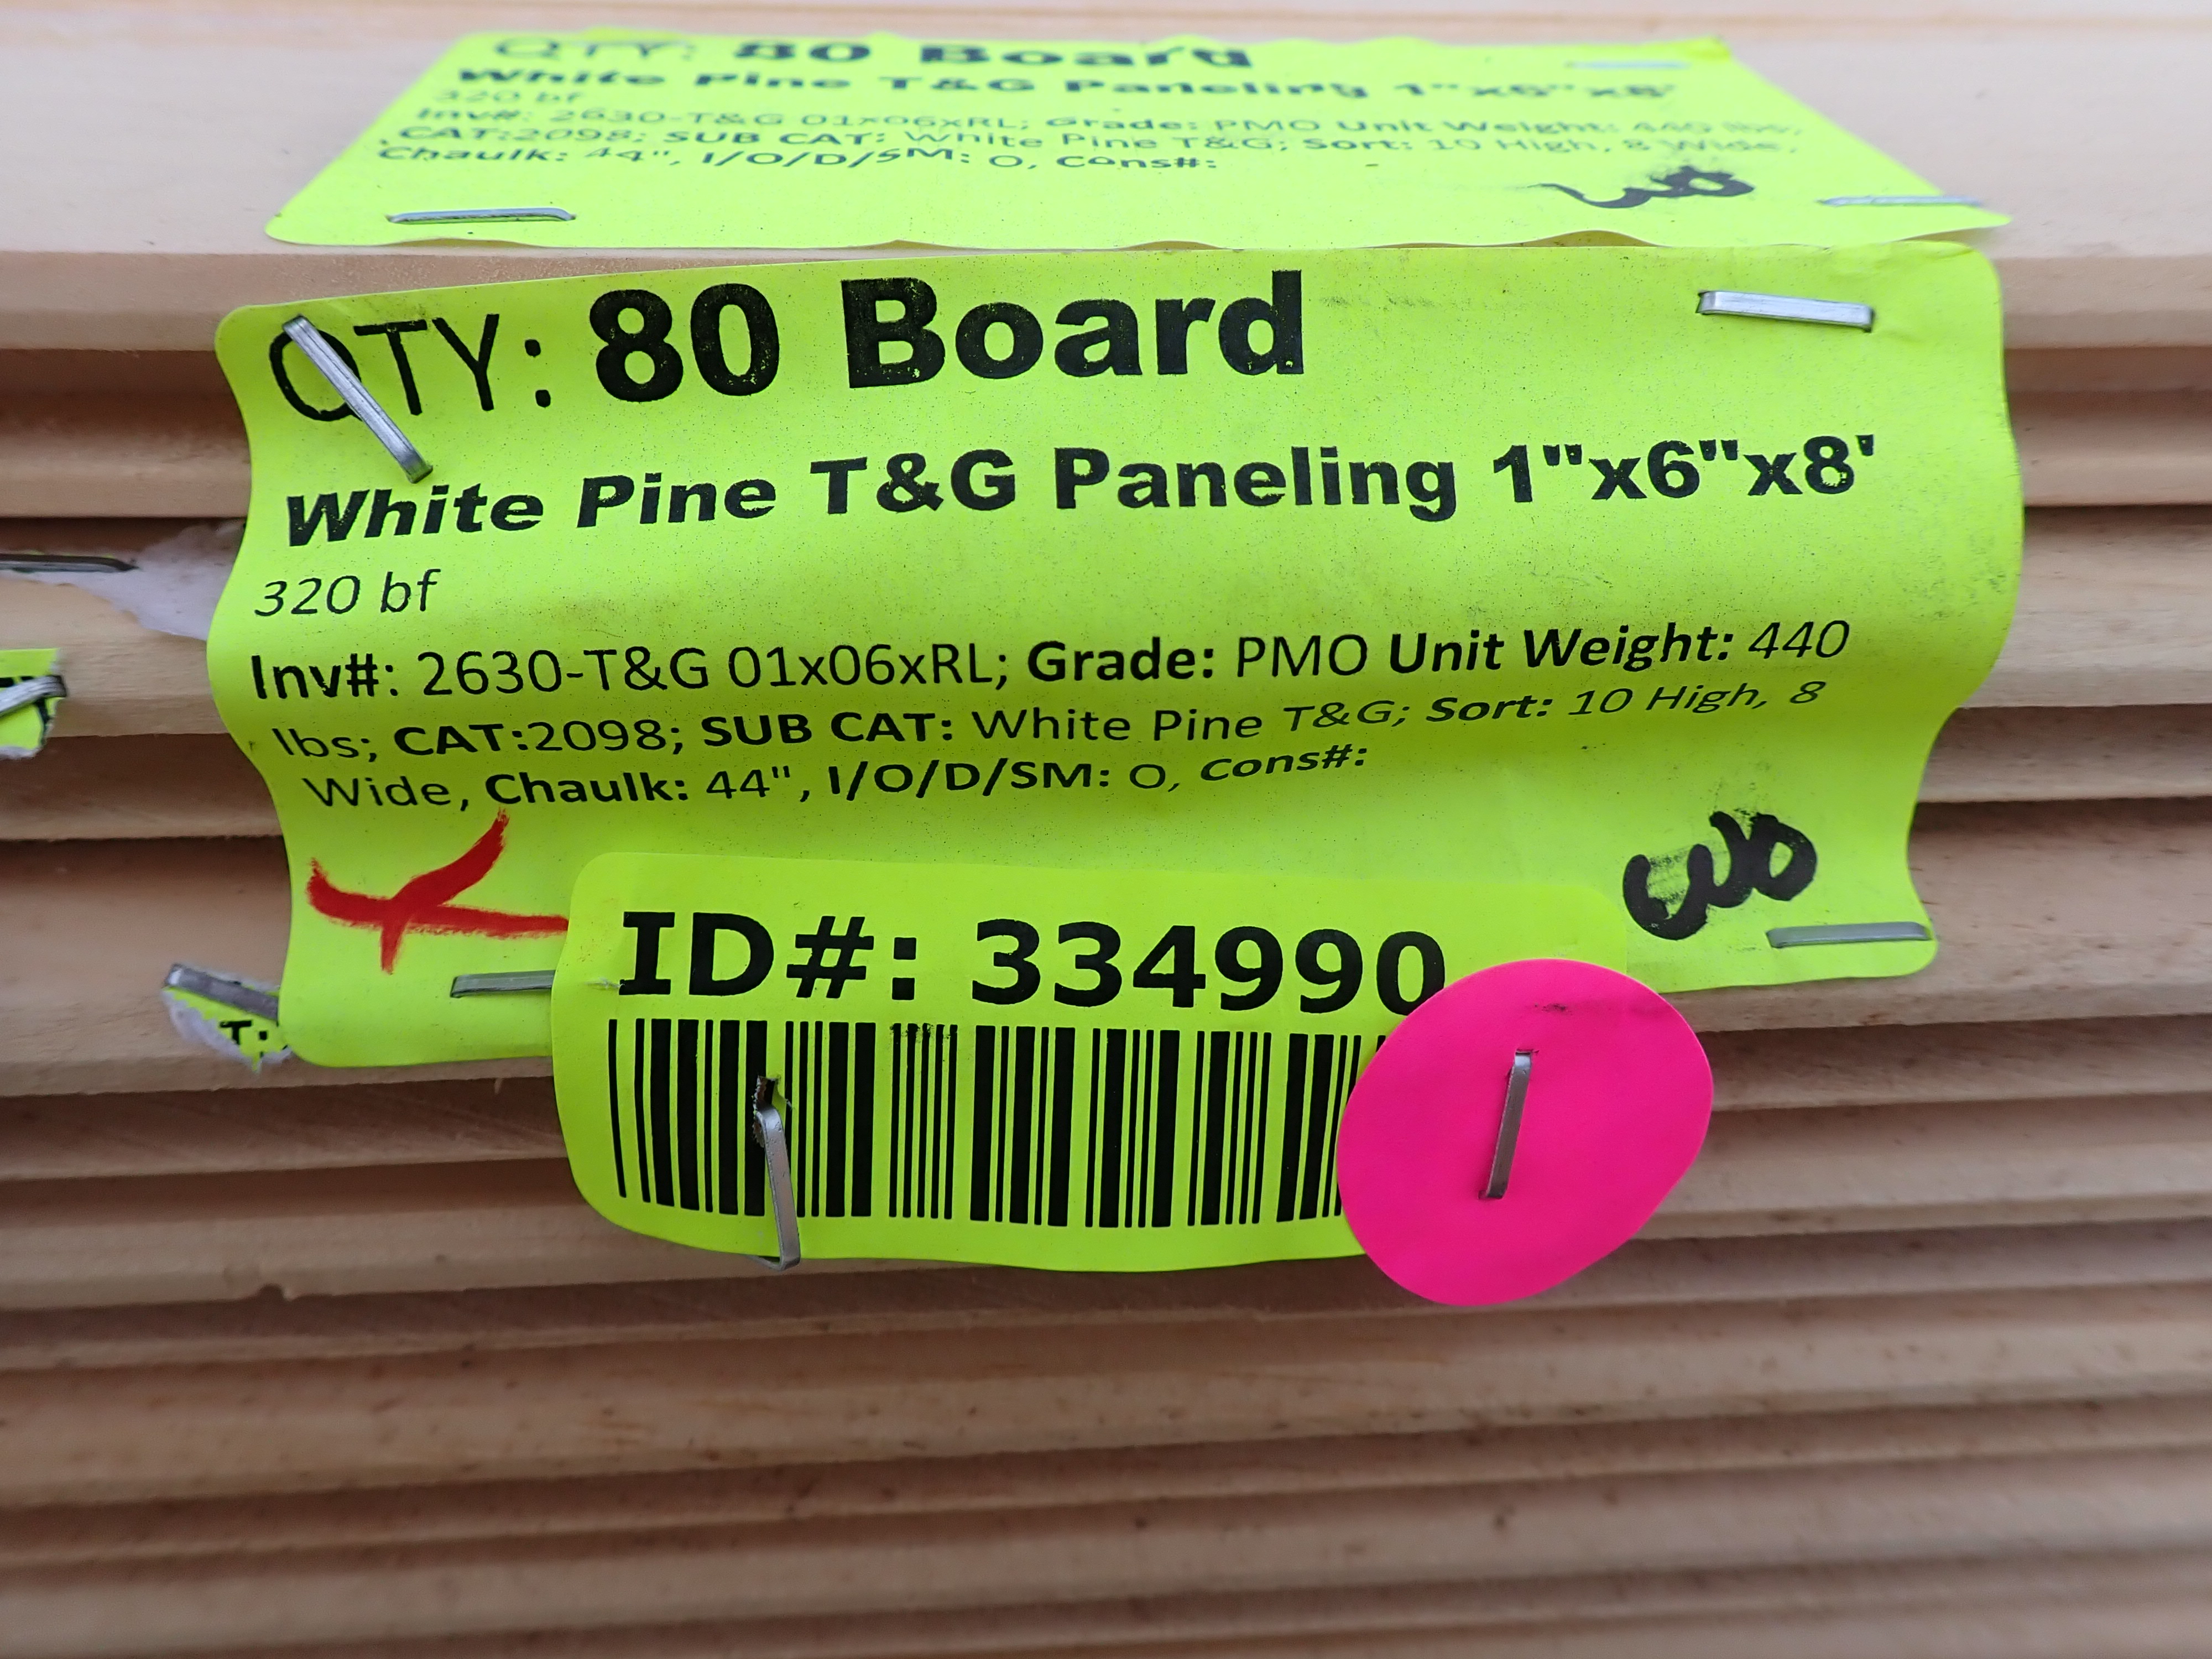 QTY: 80 Board
White Pine T&G Paneling 1"x6"x8'
320 bf
Inv#: 2630-T&G 01x06xRL; Grade: PMO Unit Weight: 440 lbs;
CAT:2098; SUB CAT: White Pine T&G; Sort: 10 High, 8 Wide,
Chaulk: 44", I/O/D/SM: O, Cons#:
QTY: 80 Board
White Pine T&G Paneling 1"x6"x8'
320 bf
Inv#: 2630-T&G 01x06xRL; Grade: PMO Unit Weight: 440
lbs; CAT:2098; SUB CAT: White Pine T&G; Sort: 10 High, 8
Wide, Chaulk: 44", I/O/D/SM: O, Cons#:
T:
ID#: 334990